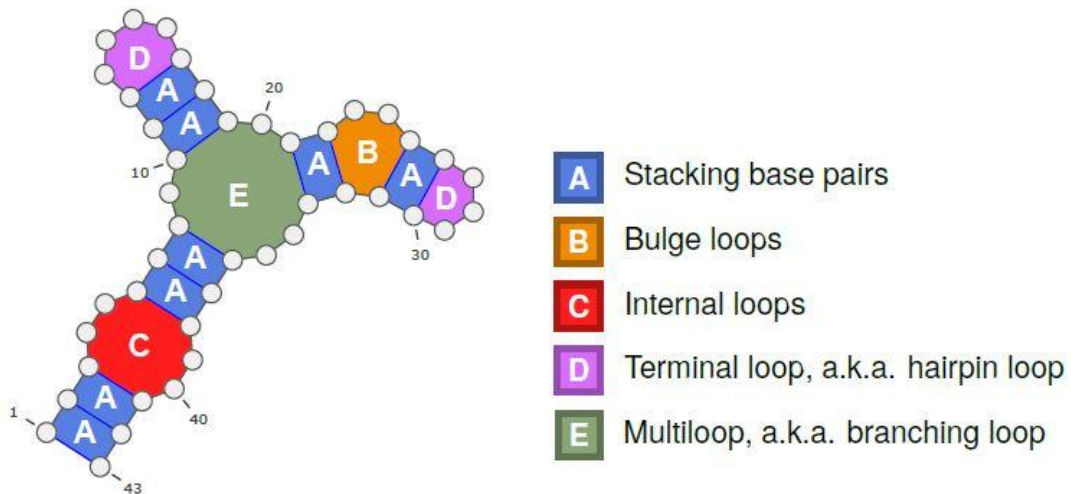 D
A
A
20
10
E
A
B
A
D
30
A
A
C
A
A
1
40
43
A Stacking base pairs
B Bulge loops
C Internal loops
D Terminal loop, a.k.a. hairpin loop
E Multiloop, a.k.a. branching loop